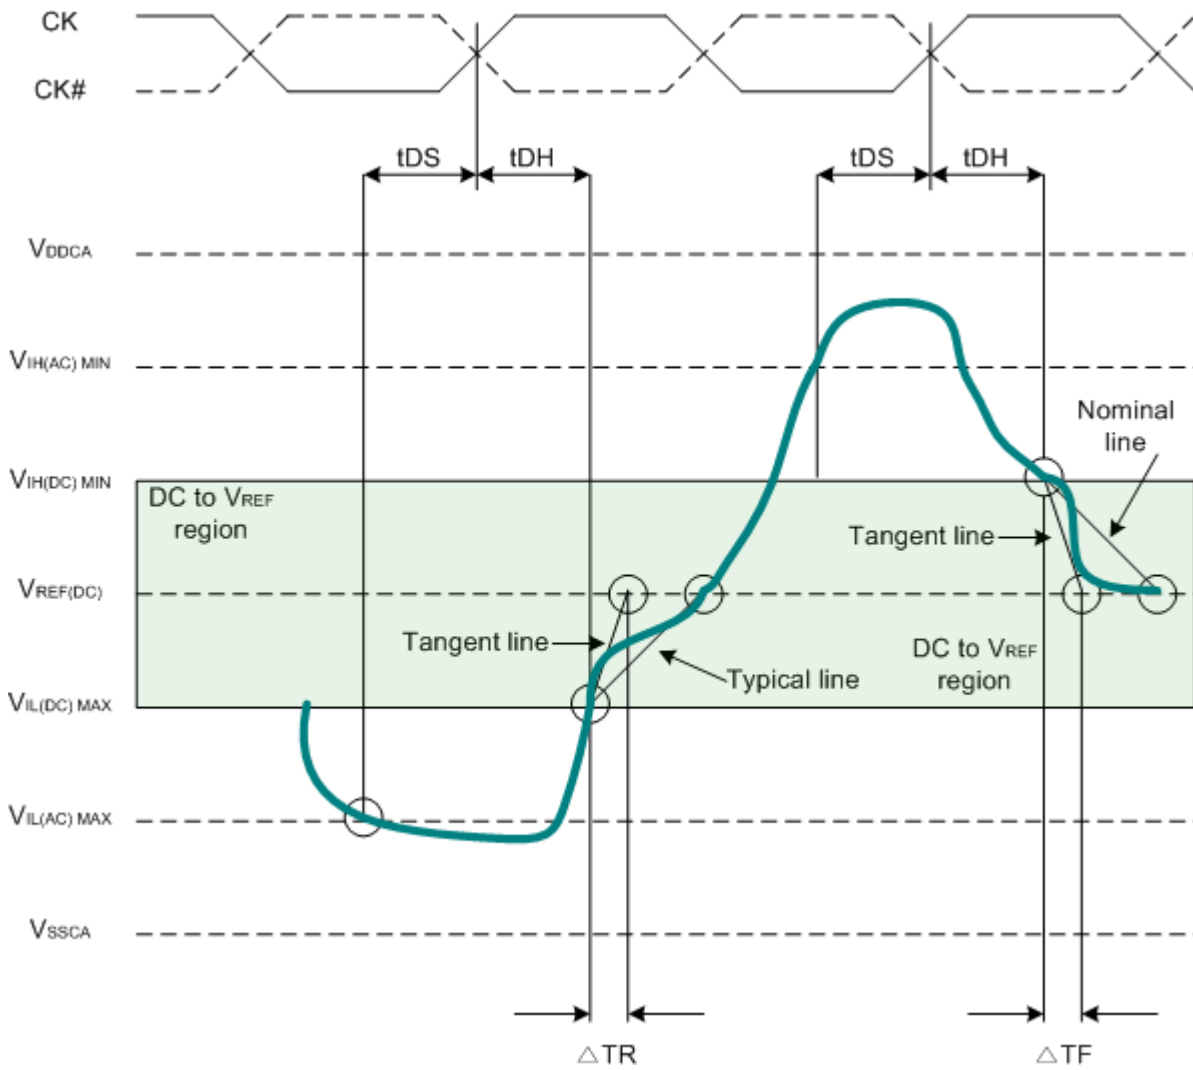 CK
CK#
tDS
tDH
tDS
tDH
VDDCA
VIH(AC) MIN
Nominal
line
VIH(DC) MIN
DC to VREF
region
Tangent line
VREF(DC)
Tangent line
DC to VREF
region
Typical line
VIL(DC) MAX
VIL(AC) MAX
VSSCA
△TR
△TF